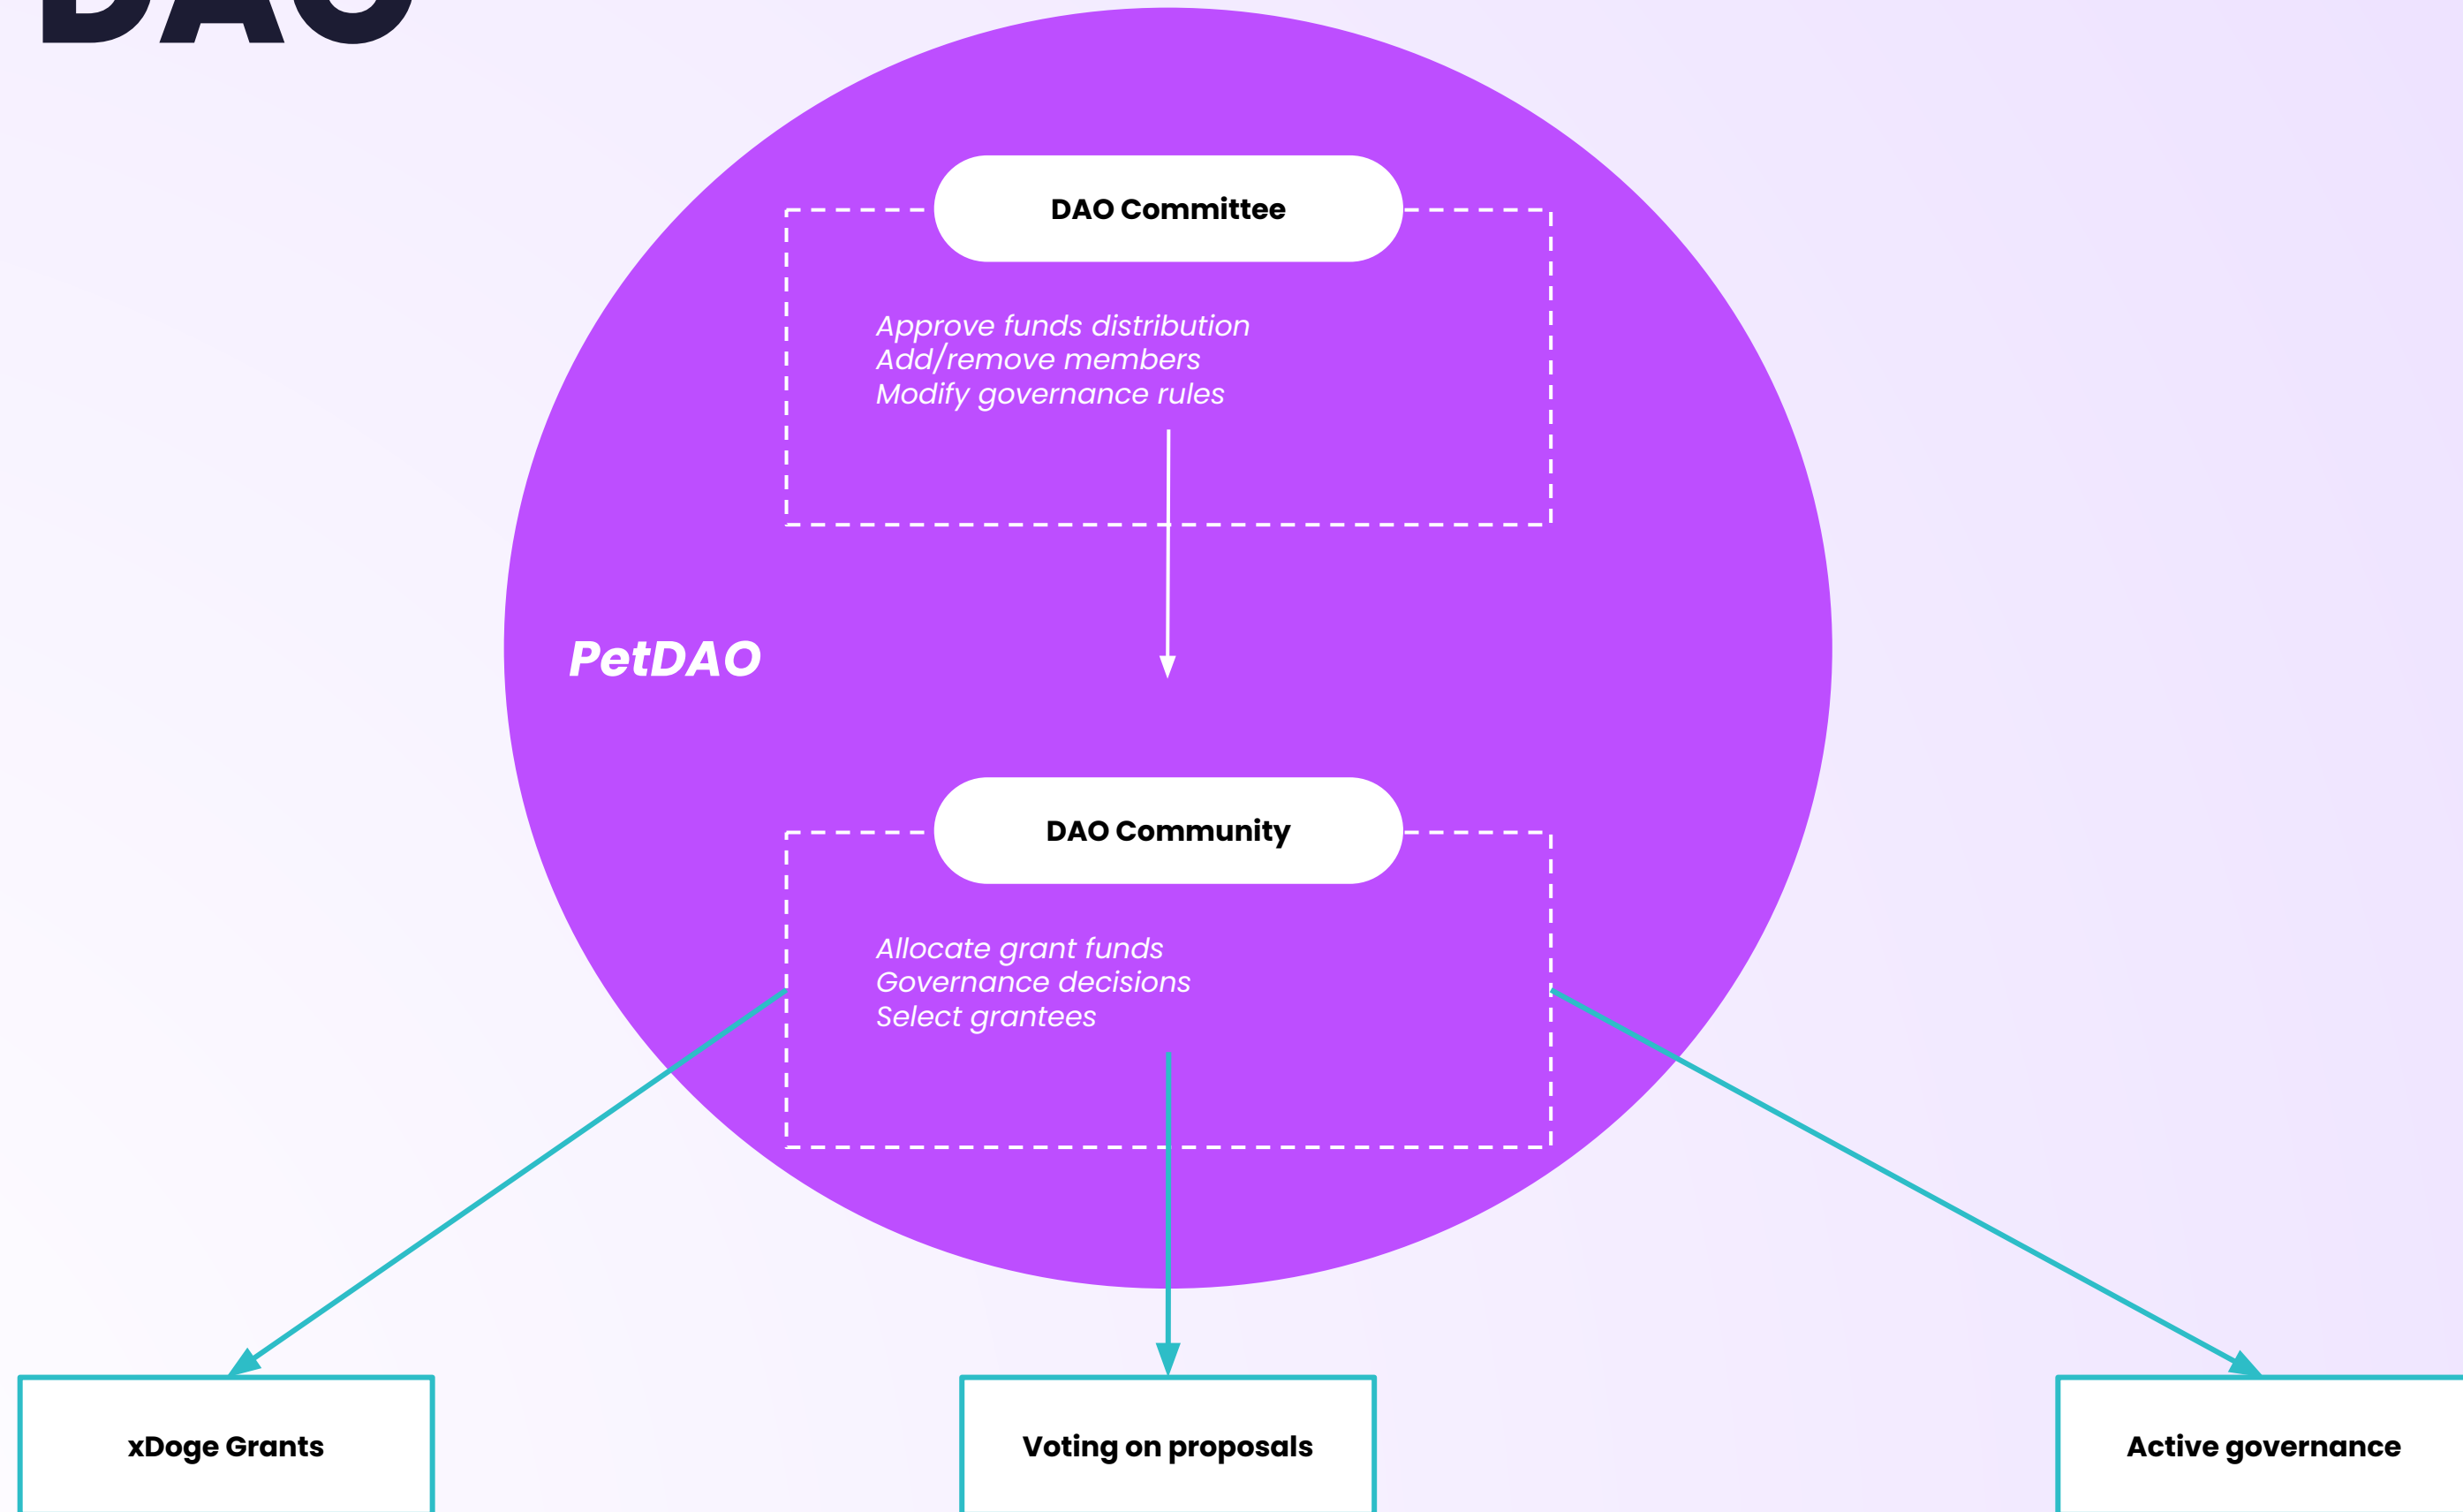 DAO
DAO Committee
Approve funds distribution
Add/remove members
Modify governance rules
PetDAO
DAO Community
Allocate grant funds
Governance decisions
Select grantees
xDoge Grants
Voting on proposals
Active governance